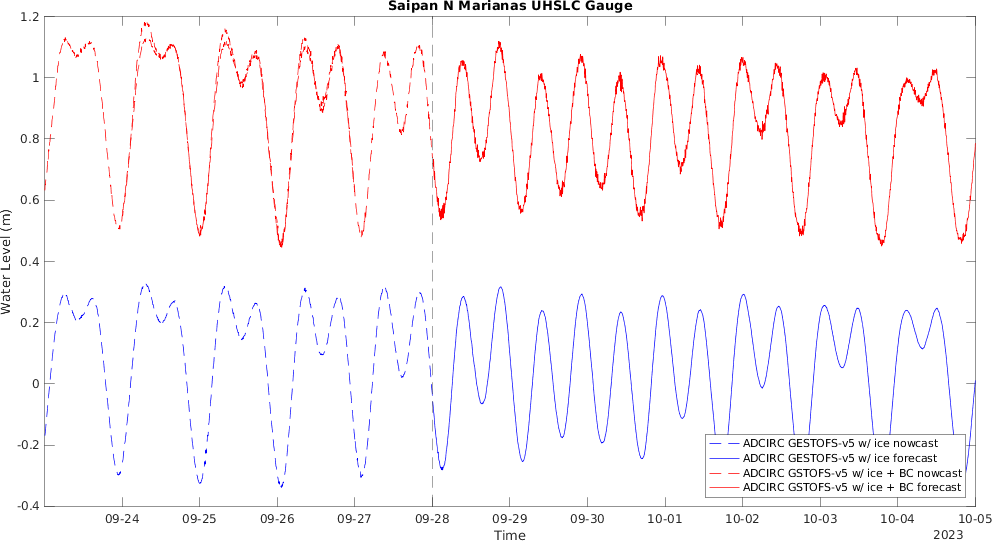 Saipan N Marianas UHSLC Gauge
Water Level (m)
1.2
1
0.8
0.6
0.4
0.2
0
-0.2
-0.4
ADCIRC GESTOFS-v5 w/ ice nowcast
ADCIRC GESTOFS-v5 w/ ice forecast
ADCIRC GSTOFS-v5 w/ ice + BC nowcast
ADCIRC GSTOFS-v5 w/ ice + BC forecast
09-24 09-25 09-26 09-27 09-28 09-29 09-30 10-01 10-02 10-03 10-04 10-05
Time
2023